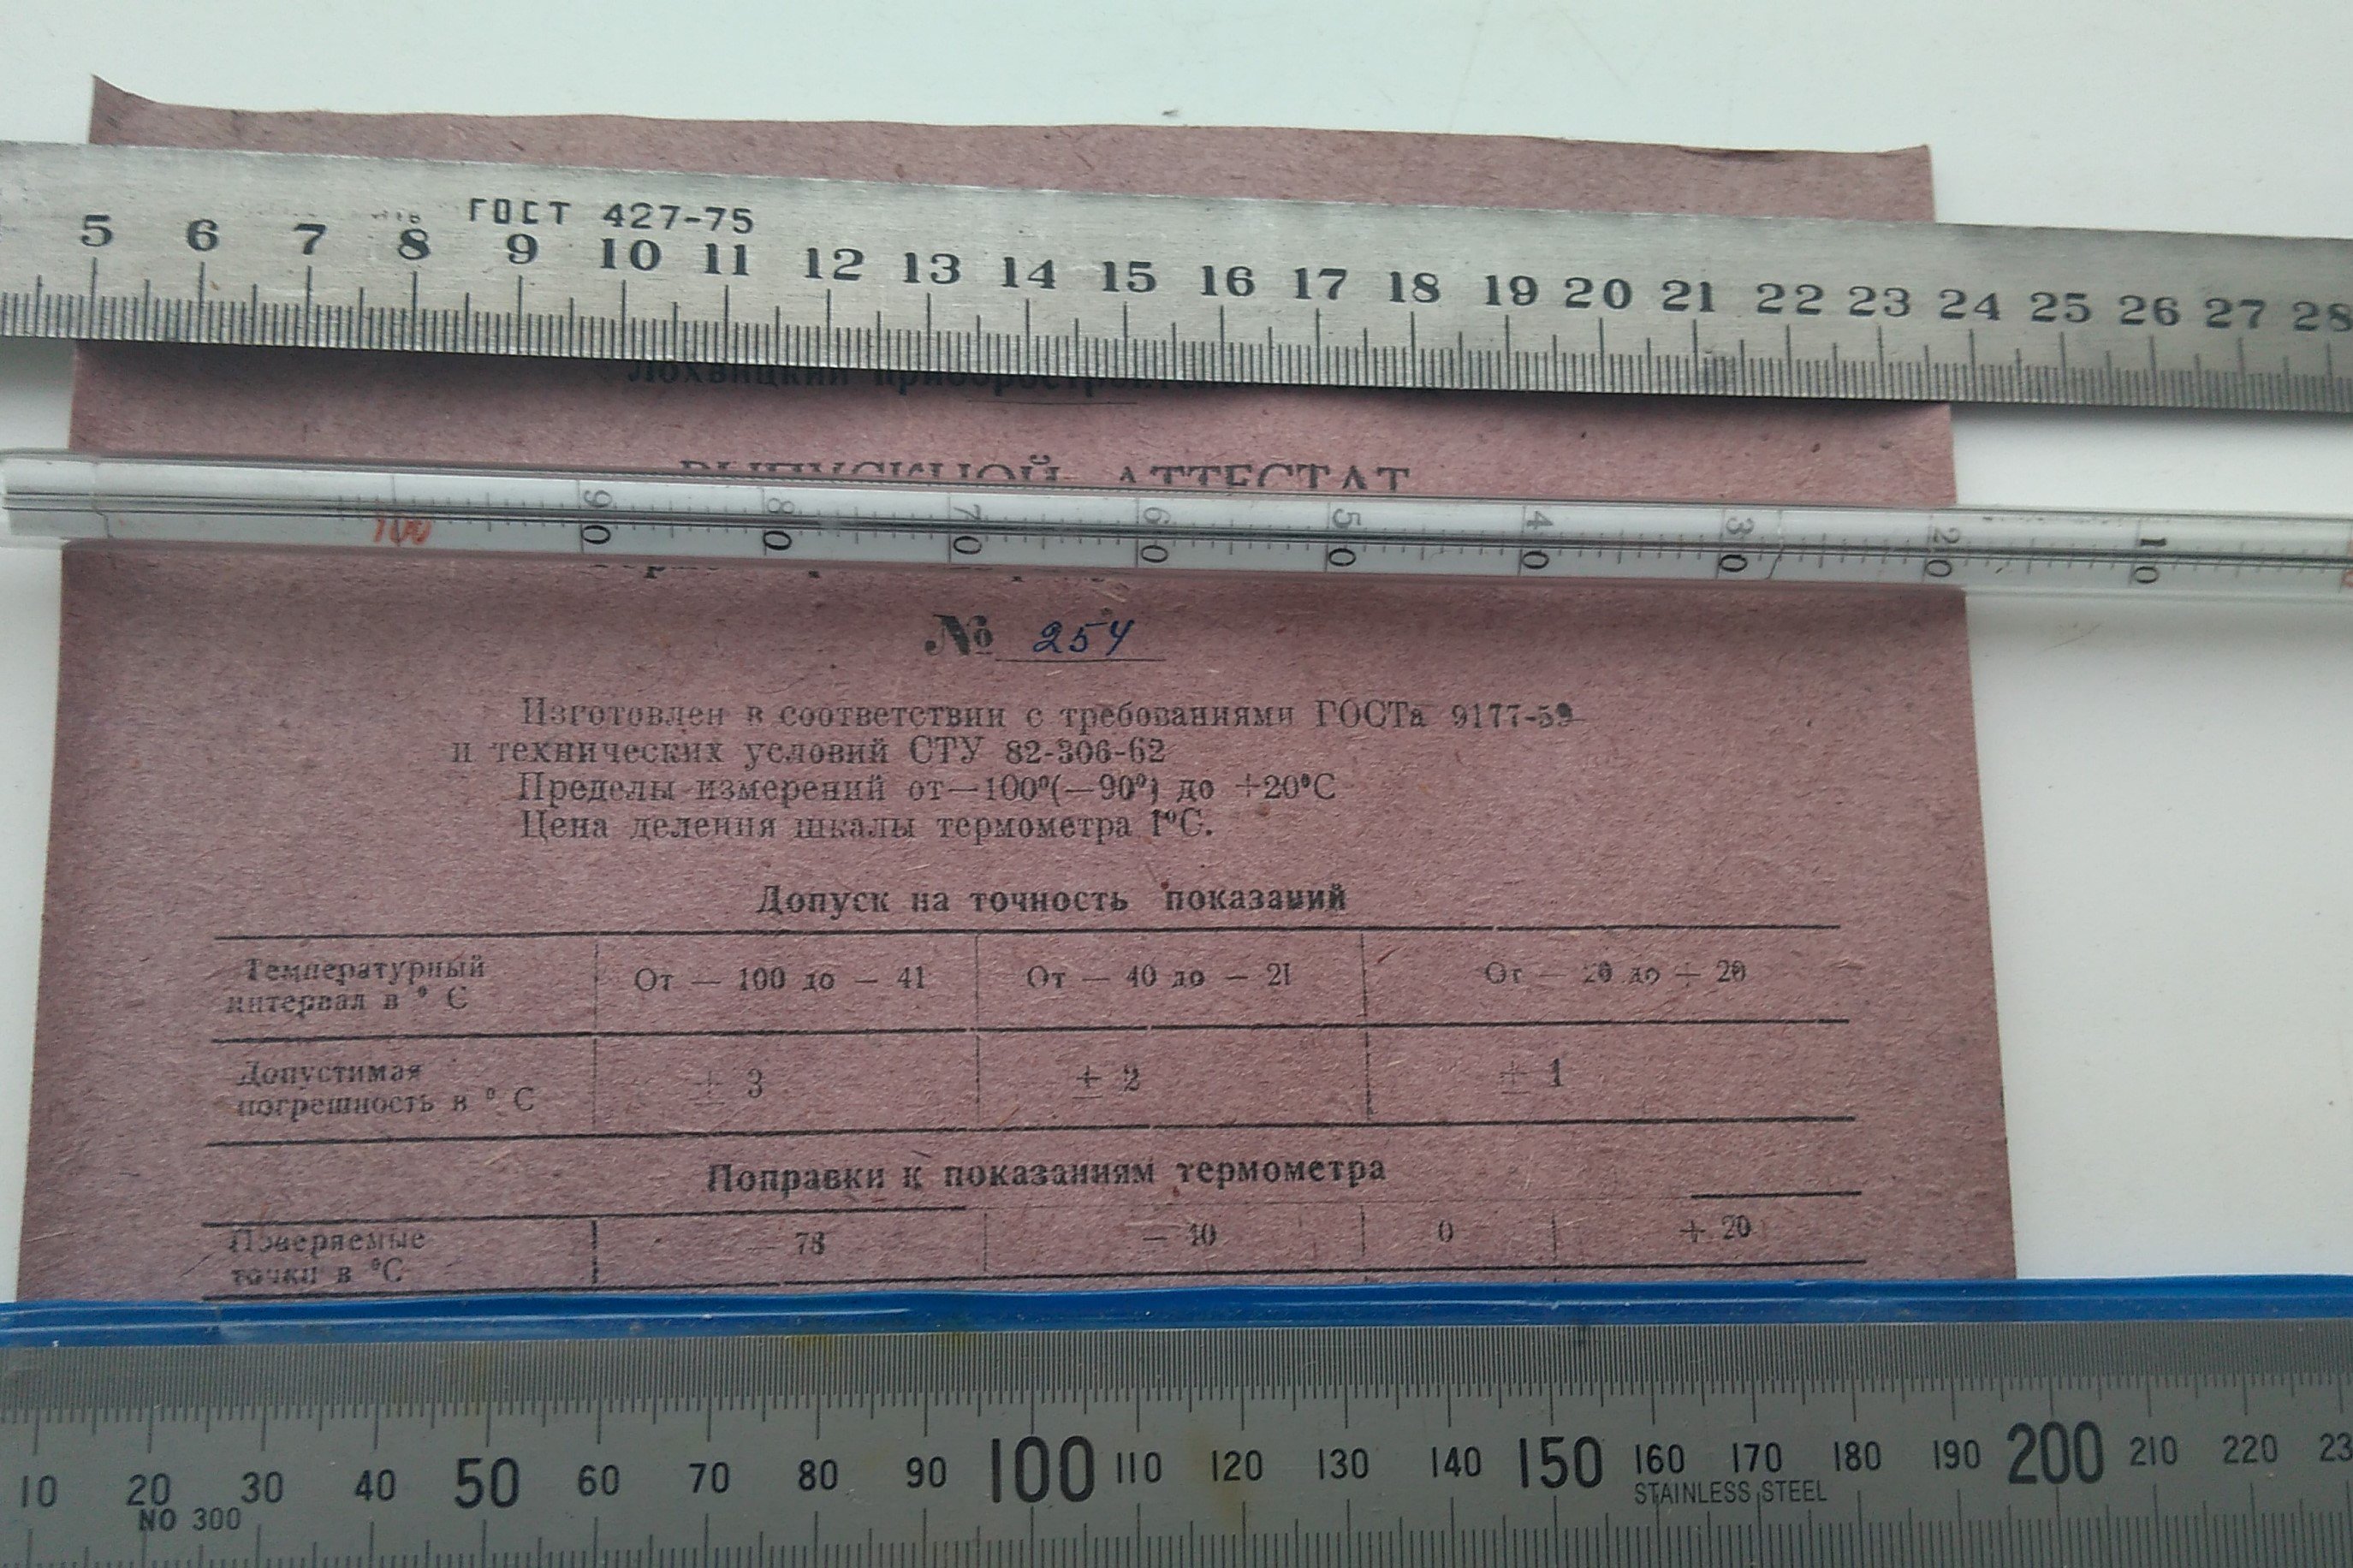 ГОСТ 427-75
5 6 7 8 9 10 11 12 13 14 15 16 17 18 19 20 21 22 23 24 25 26 27 28
Лохвицкий
ВЫПУСКНОЙ АТТЕСТАТ
100 90 80 70 60 50 40 30 20 10
№ 254
Изготовлен в соответствии с требованиями ГОСТа 9177-59
и технических условий СТУ 82-306-62
Пределы измерений от—100°(—90°) до +20°С
Цена деления шкалы термометра 1°С.
Допуск на точность показаний
Температурный
интервал в ° С
От — 100 до — 41
От — 40 до — 21
От — 20 до + 20
Допустимая
погрешность в ° С
± 3
± 2
± 1
Поправки к показаниям термометра
Поверяемые
точки в °С
— 78
— 40
0
+ 20
10 20 30 40 50 60 70 80 90 100 110 120 130 140 150 160 170 180 190 200 210 220 23
NO 300
STAINLESS STEEL